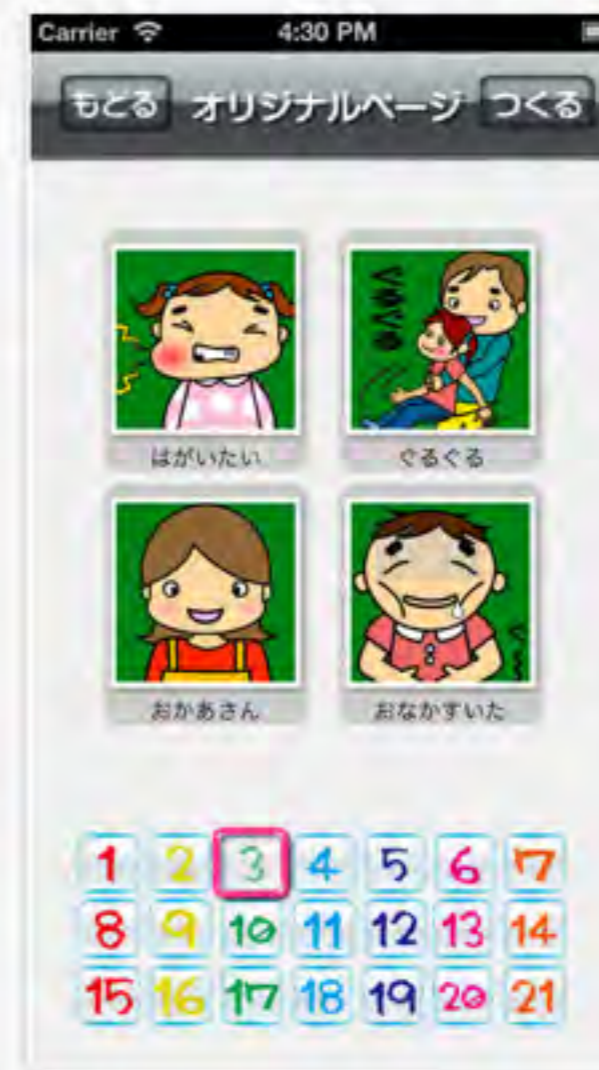 Carrier 4:30 PM
もどる オリジナルページ つくる
はがいたい ぐるぐる
おかあさん おなかすいた
1 2 3 4 5 6 7
8 9 10 11 12 13 14
15 16 17 18 19 20 21